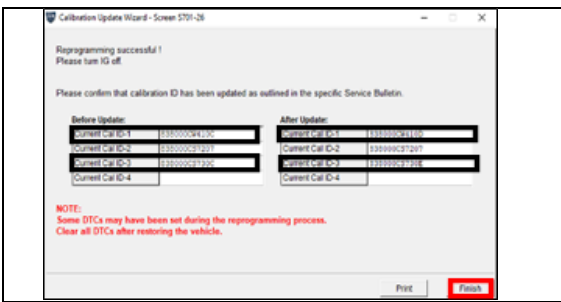 Calibration Update Wizard - Screen S701-26
Reprogramming successful !
Please turn IG off.
Please confirm that calibration ID has been updated as outlined in the specific Service Bulletin.
Before Update:
After Update:
Current Cal ID-1
Current Cal ID-1
Current Cal ID-2
Current Cal ID-2
Current Cal ID-3
Current Cal ID-3
Current Cal ID-4
Current Cal ID-4
NOTE:
Some DTCs may have been set during the reprogramming process.
Clear all DTCs after restoring the vehicle.
Print
Finish